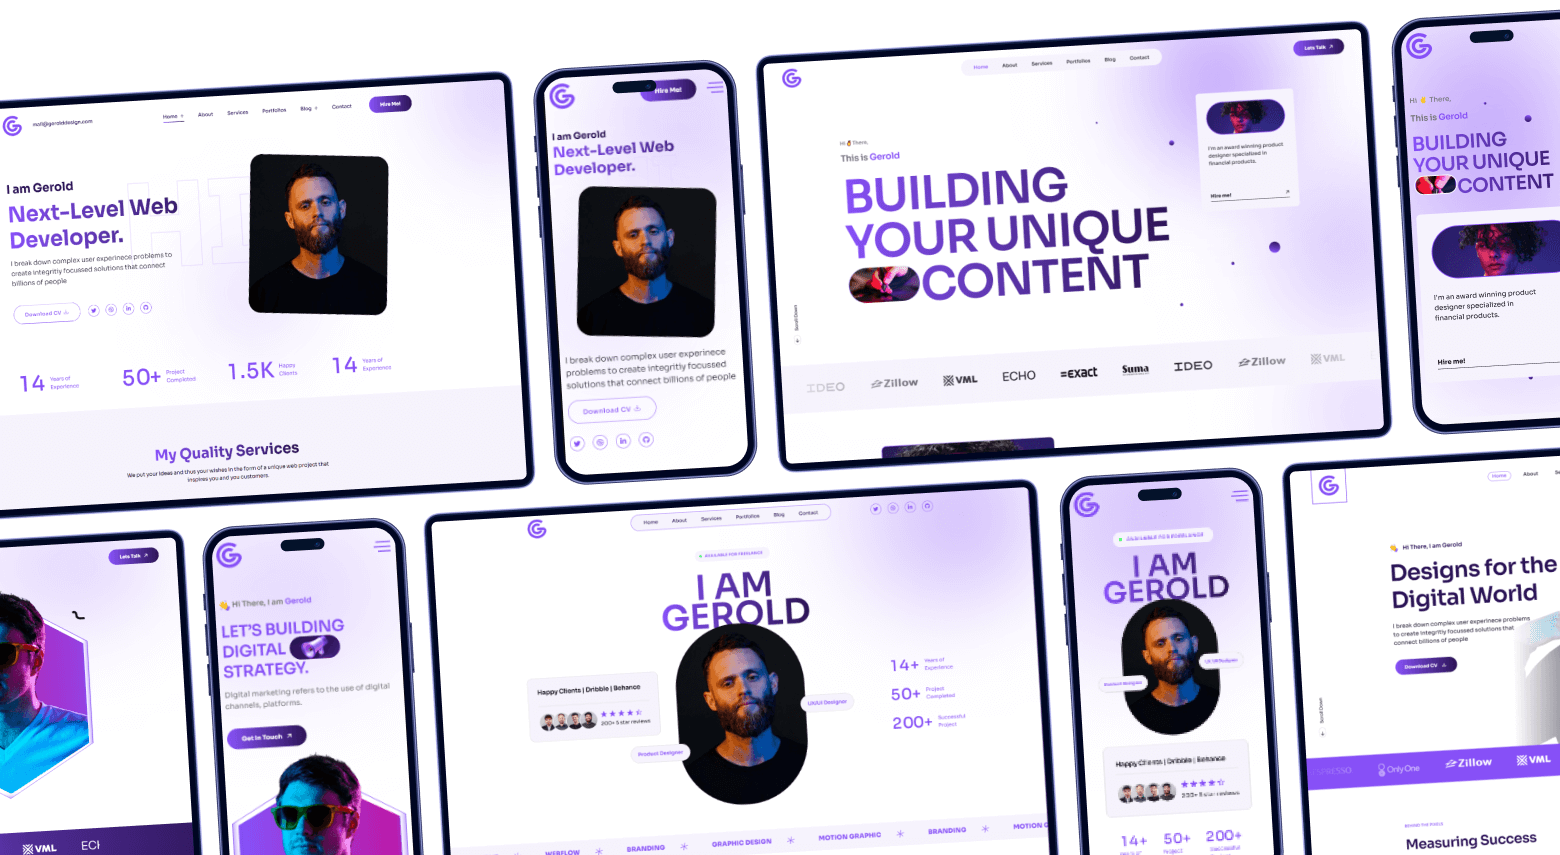 mail@gerolddesign.com
Home + About Services Portfolios Blog + Contact
Hire Me!
I am Gerold
Next-Level Web
Developer.
I break down complex user experinece problems to
create integritiy focussed solutions that connect
billions of people
Download CV
14 Years of Experience
50+ Project Completed
1.5K Happy Clients
14 Years of Experience
My Quality Services
We put your ideas and thus your wishes in the form of a unique web project that
inspires you and you customers.
Hire Me!
I am Gerold
Next-Level Web
Developer.
I break down complex user experinece
problems to create integritiy focussed
solutions that connect billions of people
Download CV
Home About Services Portfolios Blog Contact
Lets Talk
Hi There,
This is Gerold
BUILDING
YOUR UNIQUE
CONTENT
I'm an award winning product
designer specialized in
financial products.
Hire me!
Scroll Down
IDEO Zillow VML ECHO =EXACT Suma IDEO Zillow VML
Hi There,
This is Gerold
BUILDING
YOUR UNIQUE
CONTENT
I'm an award winning product
designer specialized in
financial products.
Hire me!
Lets Talk
VML
Hi There, I am Gerold
LET'S BUILDING
DIGITAL
STRATEGY.
Digital marketing refers to the use of digital
channels, platforms.
Get In Touch
Home About Services Portfolios Blog Contact
AVAILABLE FOR FREELANCE
I AM
GEROLD
Happy Clients | Dribble | Behance
200+ 5 star reviews
UX/UI Designer
Product Designer
14+ Years of Experience
50+ Project Completed
200+ Successful Project
WEBFLOW BRANDING GRAPHIC DESIGN MOTION GRAPHIC BRANDING MOTION
AVAILABLE FOR FREELANCE
I AM
GEROLD
UX/UI Designer
Product Designer
Happy Clients | Dribble | Behance
200+ 5 star reviews
14+ 50+ 200+
Years of Project Successful
Home About
Hi There, I am Gerold
Designs for the
Digital World
I break down complex user experinece problems
to create integritiy focussed solutions that
connect billions of people
Download CV
Scroll Down
OnlyOne Zillow VML
BEHIND THE PIXELS
Measuring Success